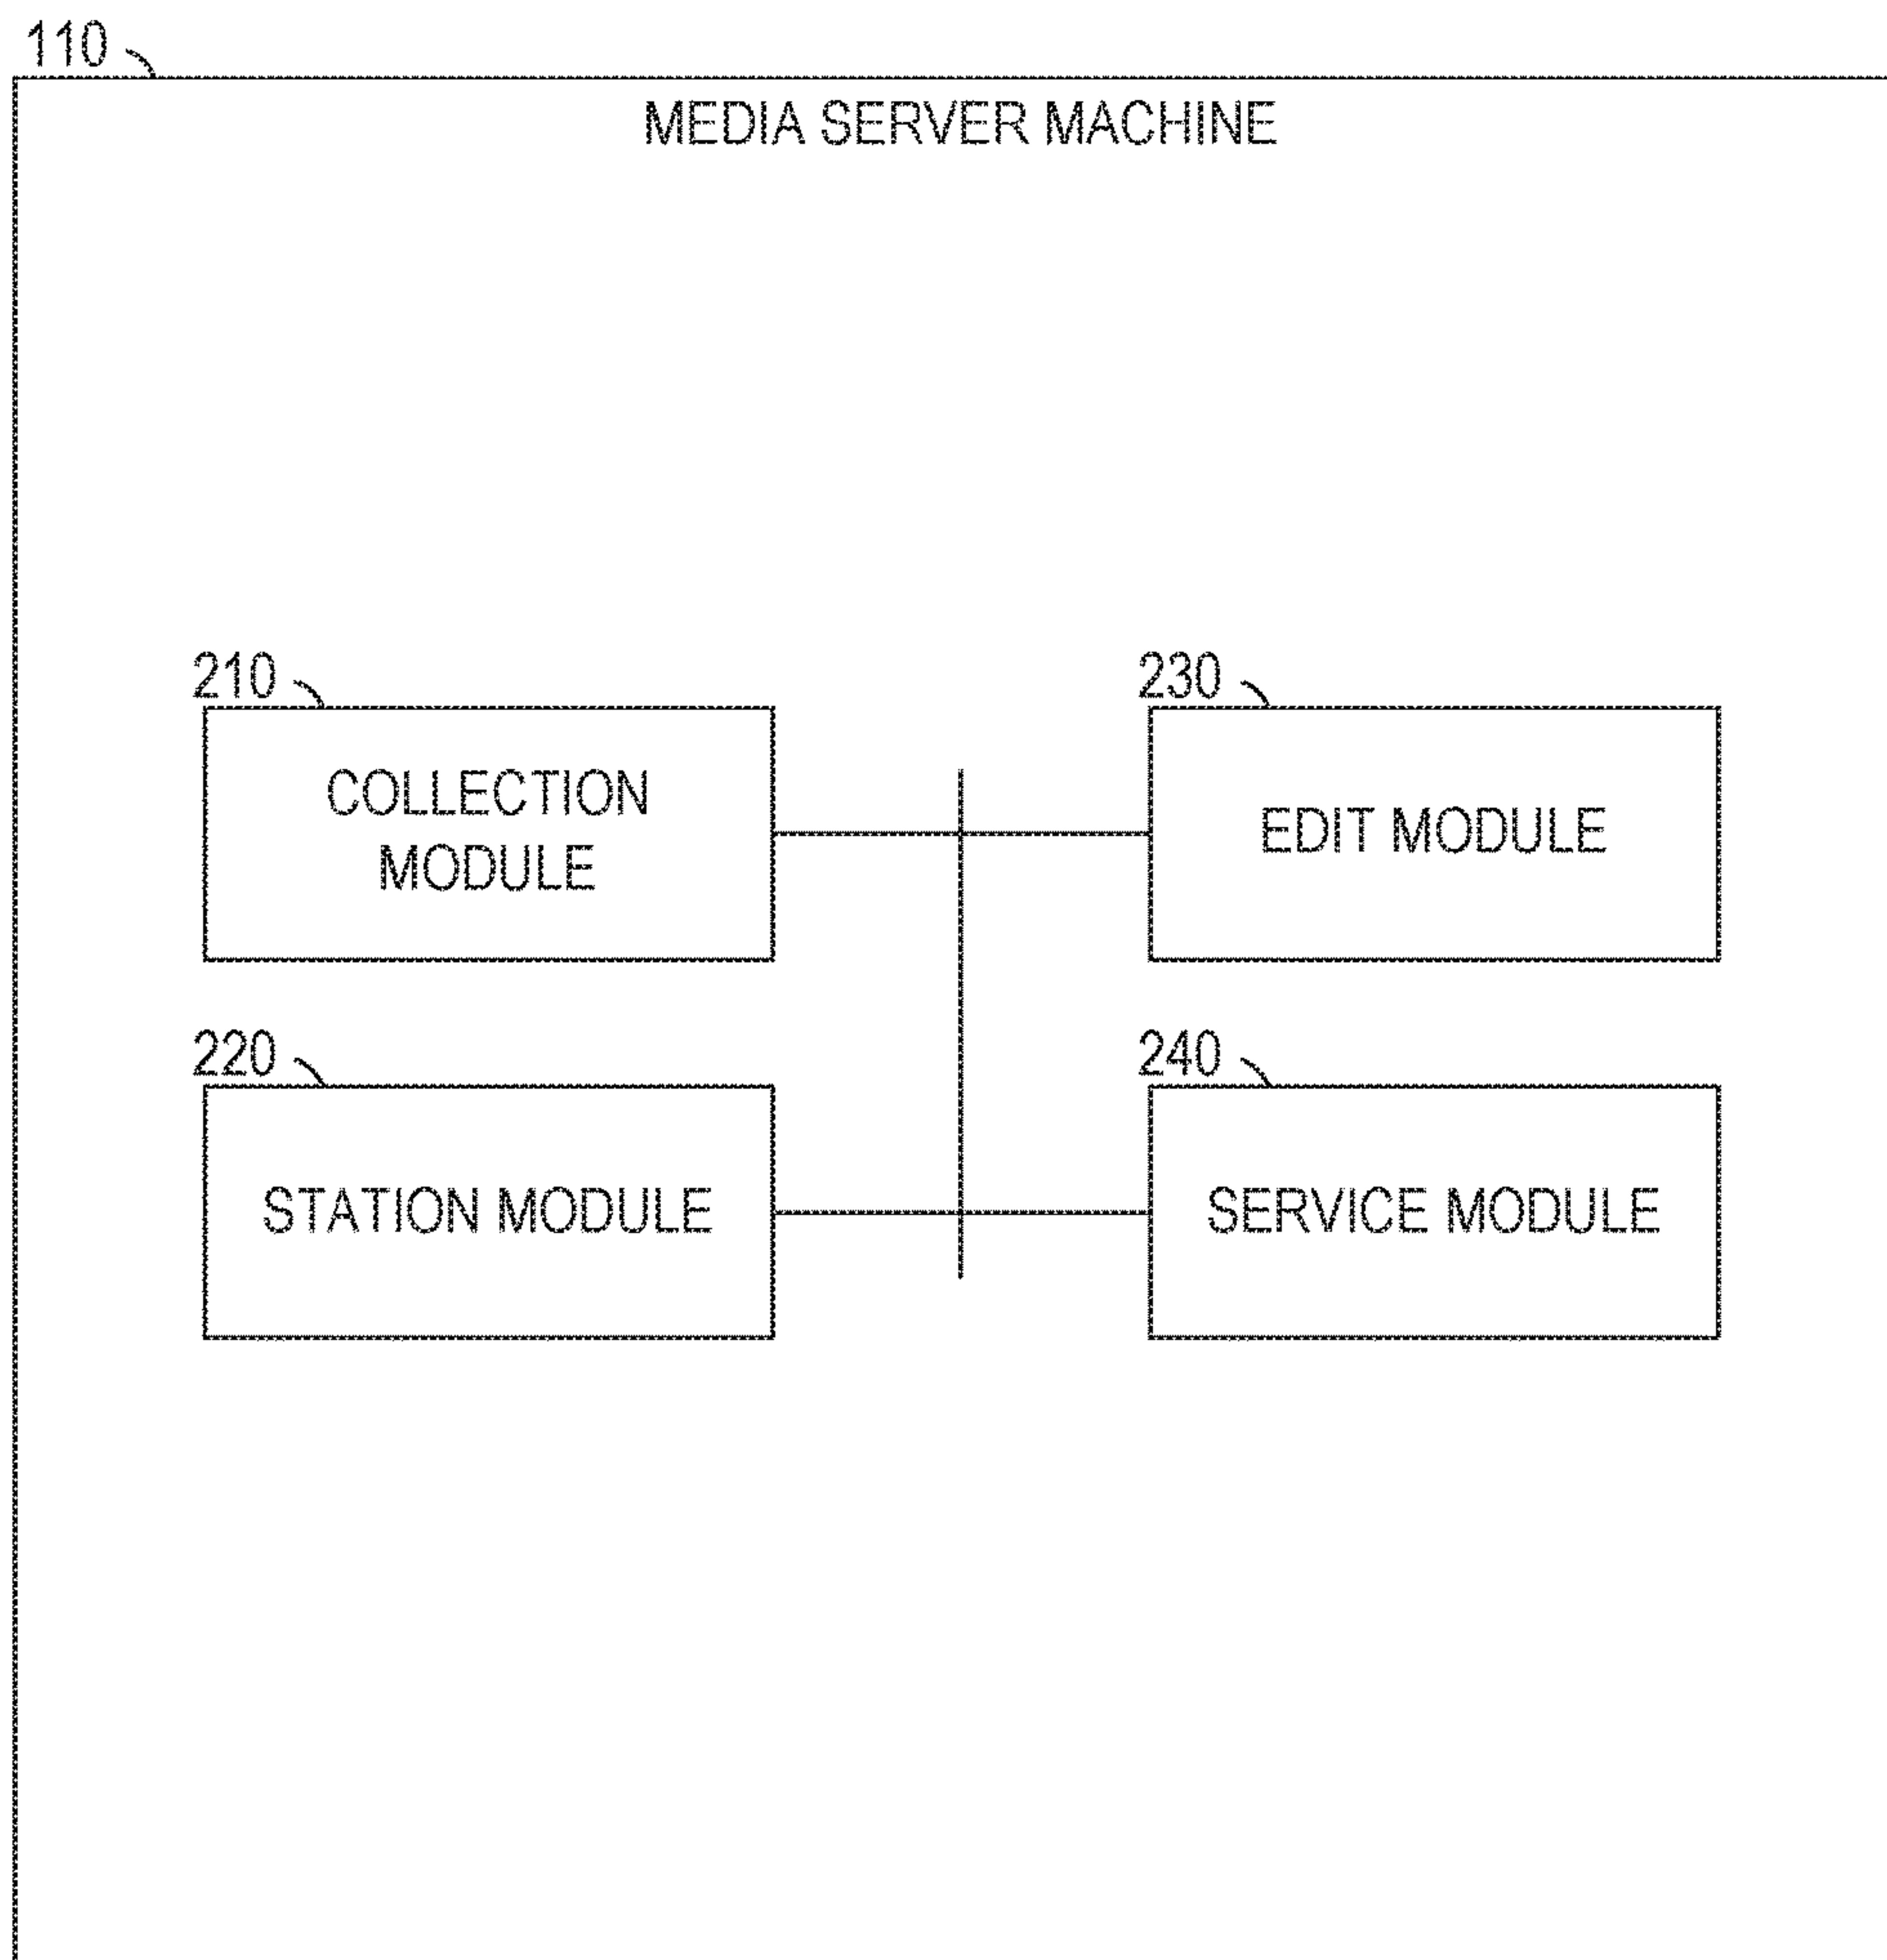 110
MEDIA SERVER MACHINE
210
COLLECTION
MODULE
230
EDIT MODULE
220
STATION MODULE
240
SERVICE MODULE